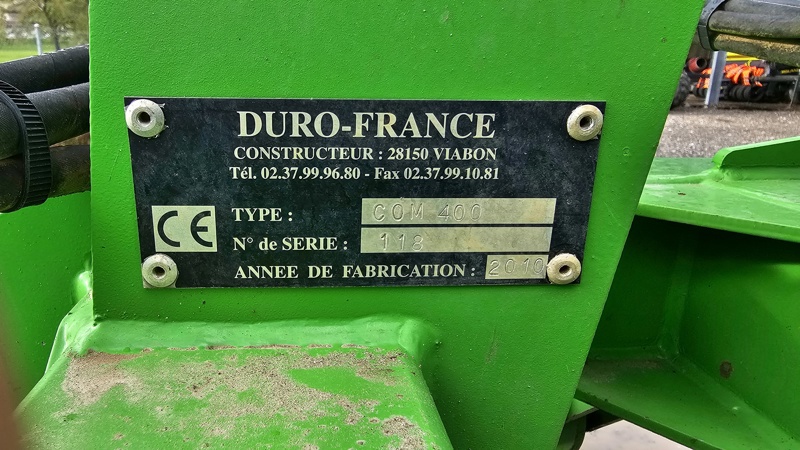 DURO-FRANCE
CONSTRUCTEUR : 28150 VIABON
Tél. 02.37.99.96.80 - Fax 02.37.99.10.81
CE
TYPE : COM 400
N° de SERIE : 118
ANNEE DE FABRICATION : 2010